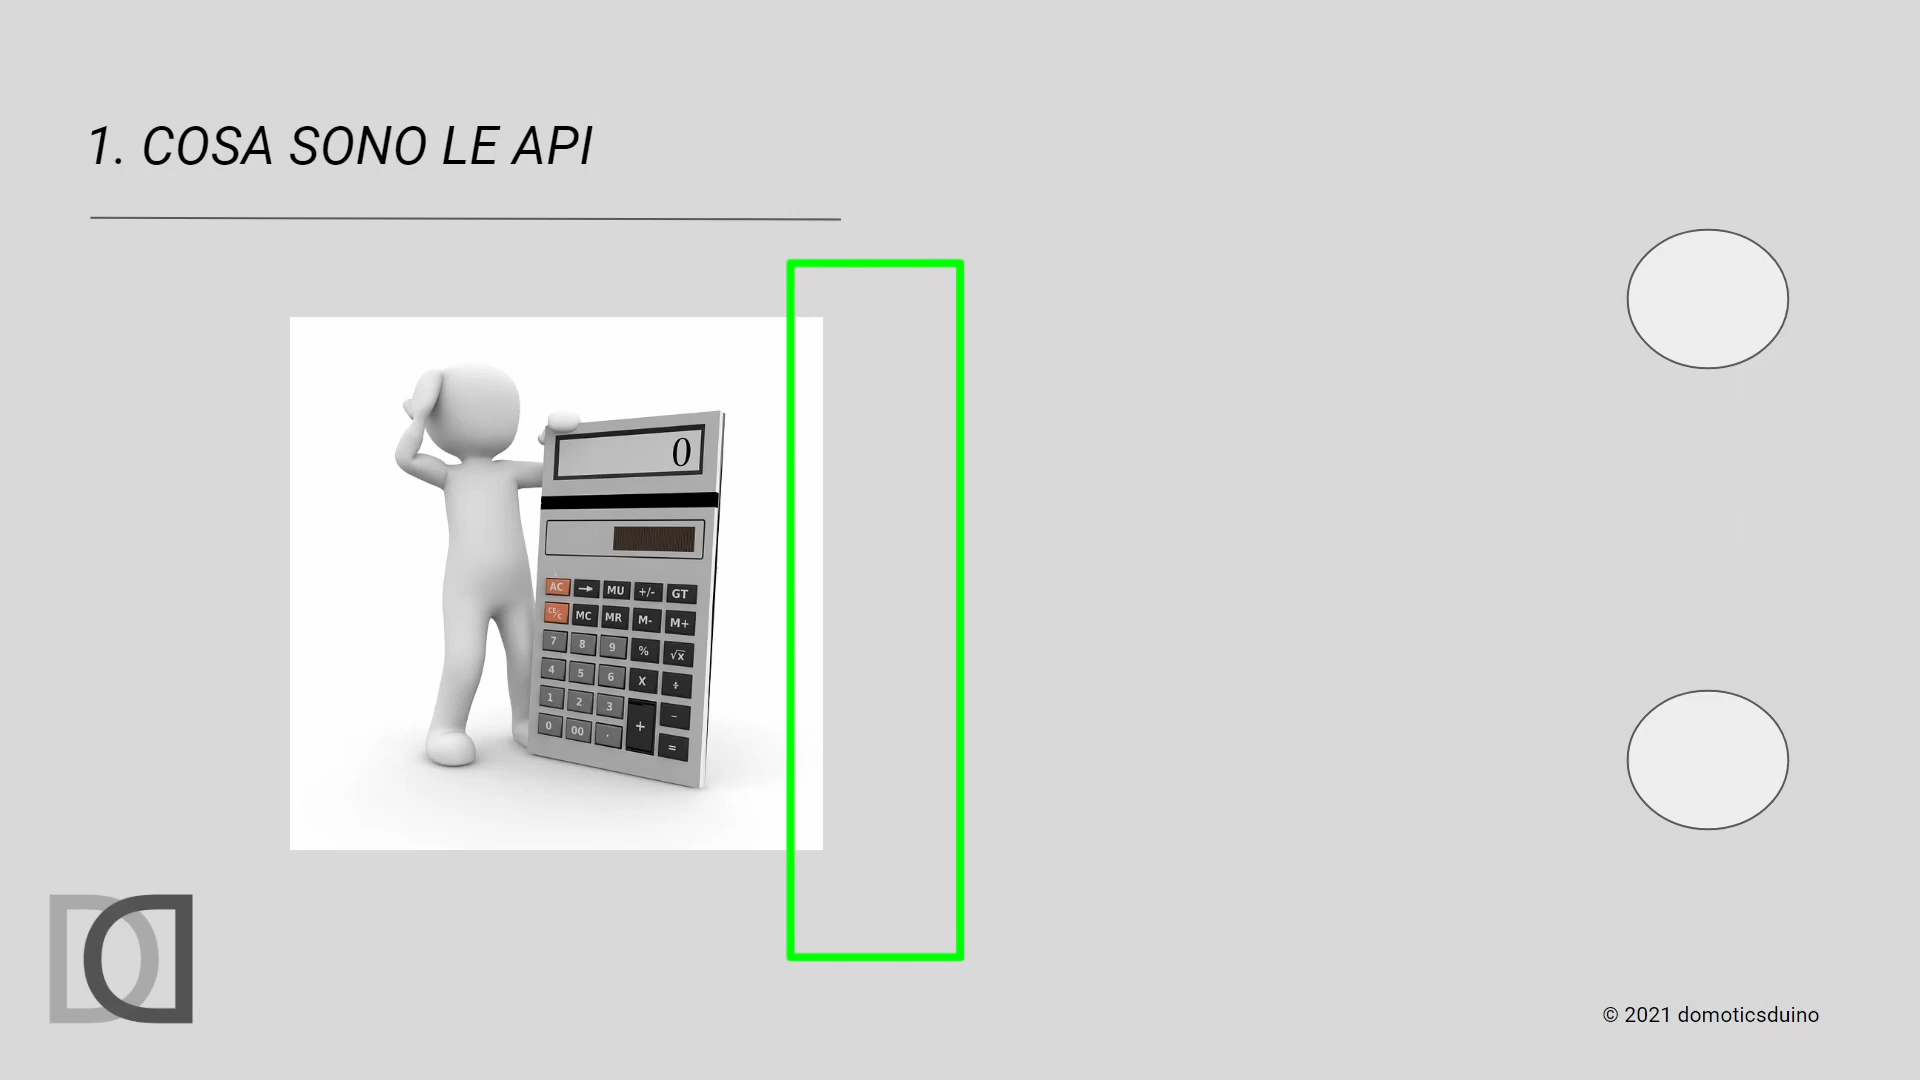 1. COSA SONO LE API
0
AC → MU +/- GT
CE/C MC MR M- M+
7 8 9 % √x
4 5 6 X ÷
1 2 3 + −
0 00 . =
© 2021 domoticsduino